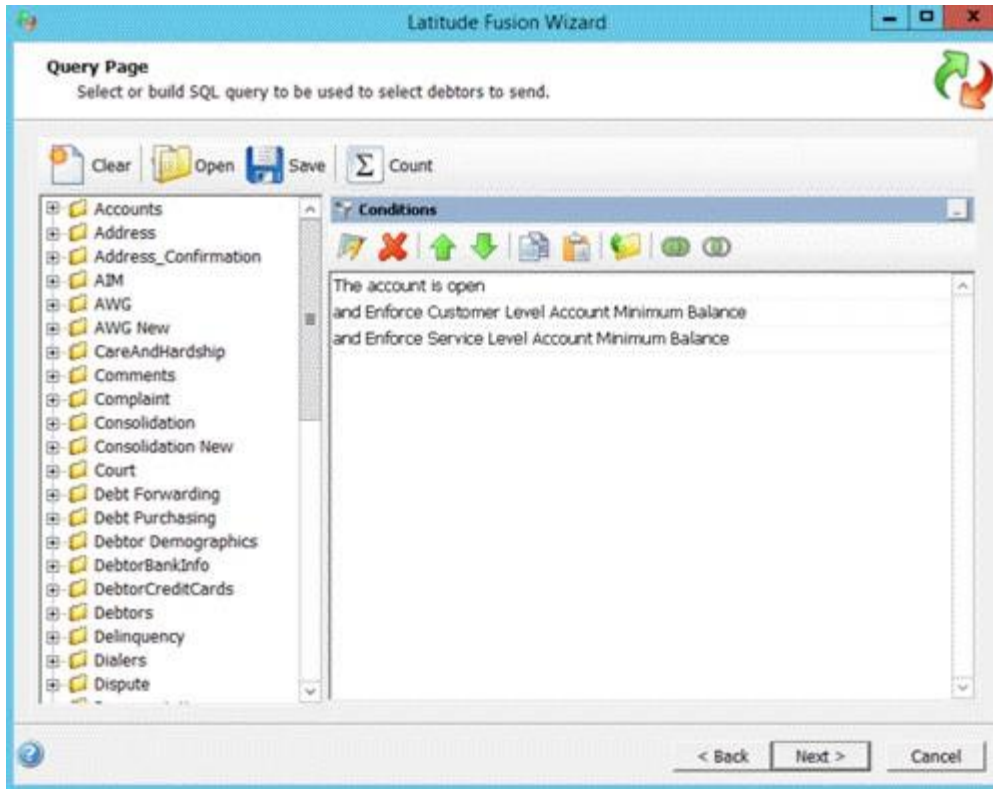 Latitude Fusion Wizard
Query Page
Select or build SQL query to be used to select debtors to send.
Clear Open Save Count
Accounts
Address
Address_Confirmation
AIM
AWG
AWG New
CareAndHardship
Comments
Complaint
Consolidation
Consolidation New
Court
Debt Forwarding
Debt Purchasing
Debtor Demographics
DebtorBankInfo
DebtorCreditCards
Debtors
Delinquency
Dialers
Dispute
Conditions
The account is open
and Enforce Customer Level Account Minimum Balance
and Enforce Service Level Account Minimum Balance
< Back Next > Cancel